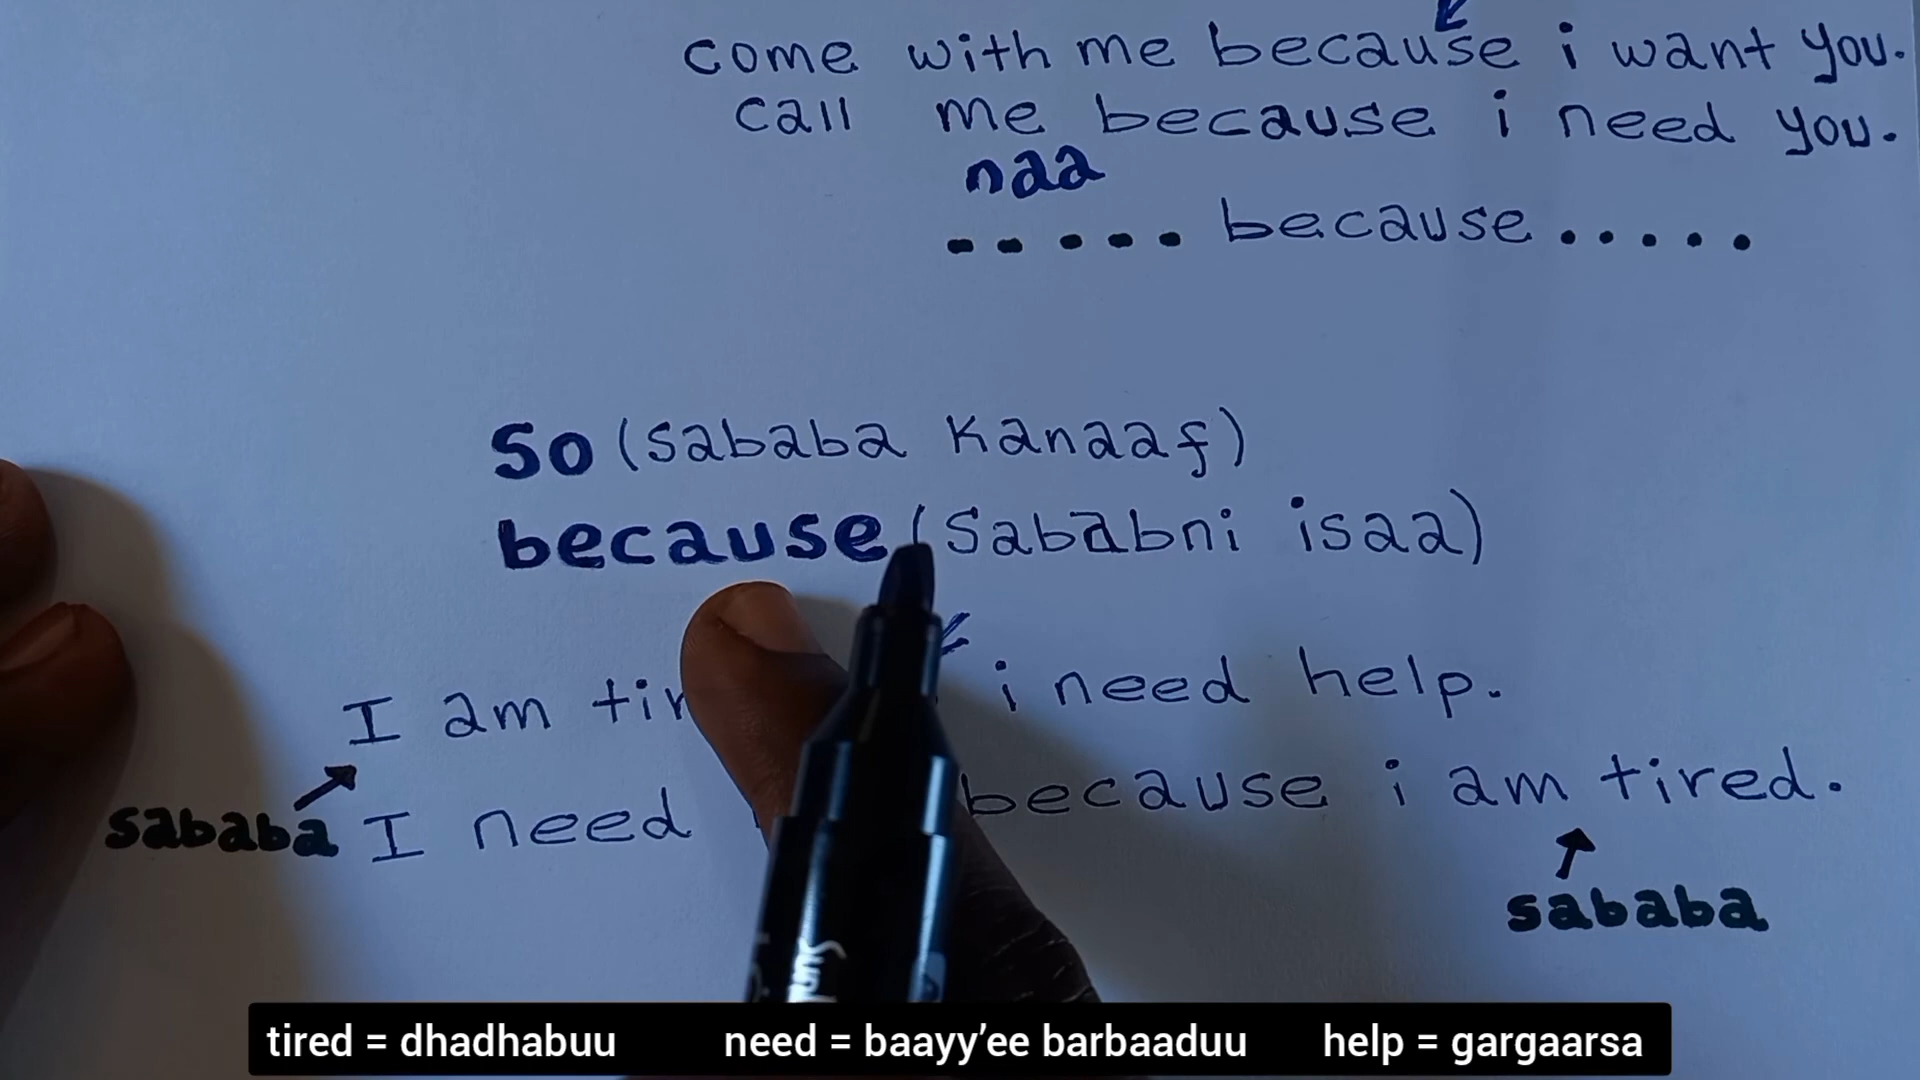 come with me because i want you.
call me because i need you.
naa
..... because .....
So (sababa Kanaaf)
because (Sababni isaa)
I am i need help.
sababa I need because i am tired.
sababa
tired = dhadhabuu need = baayy’ee barbaaduu help = gargaarsa